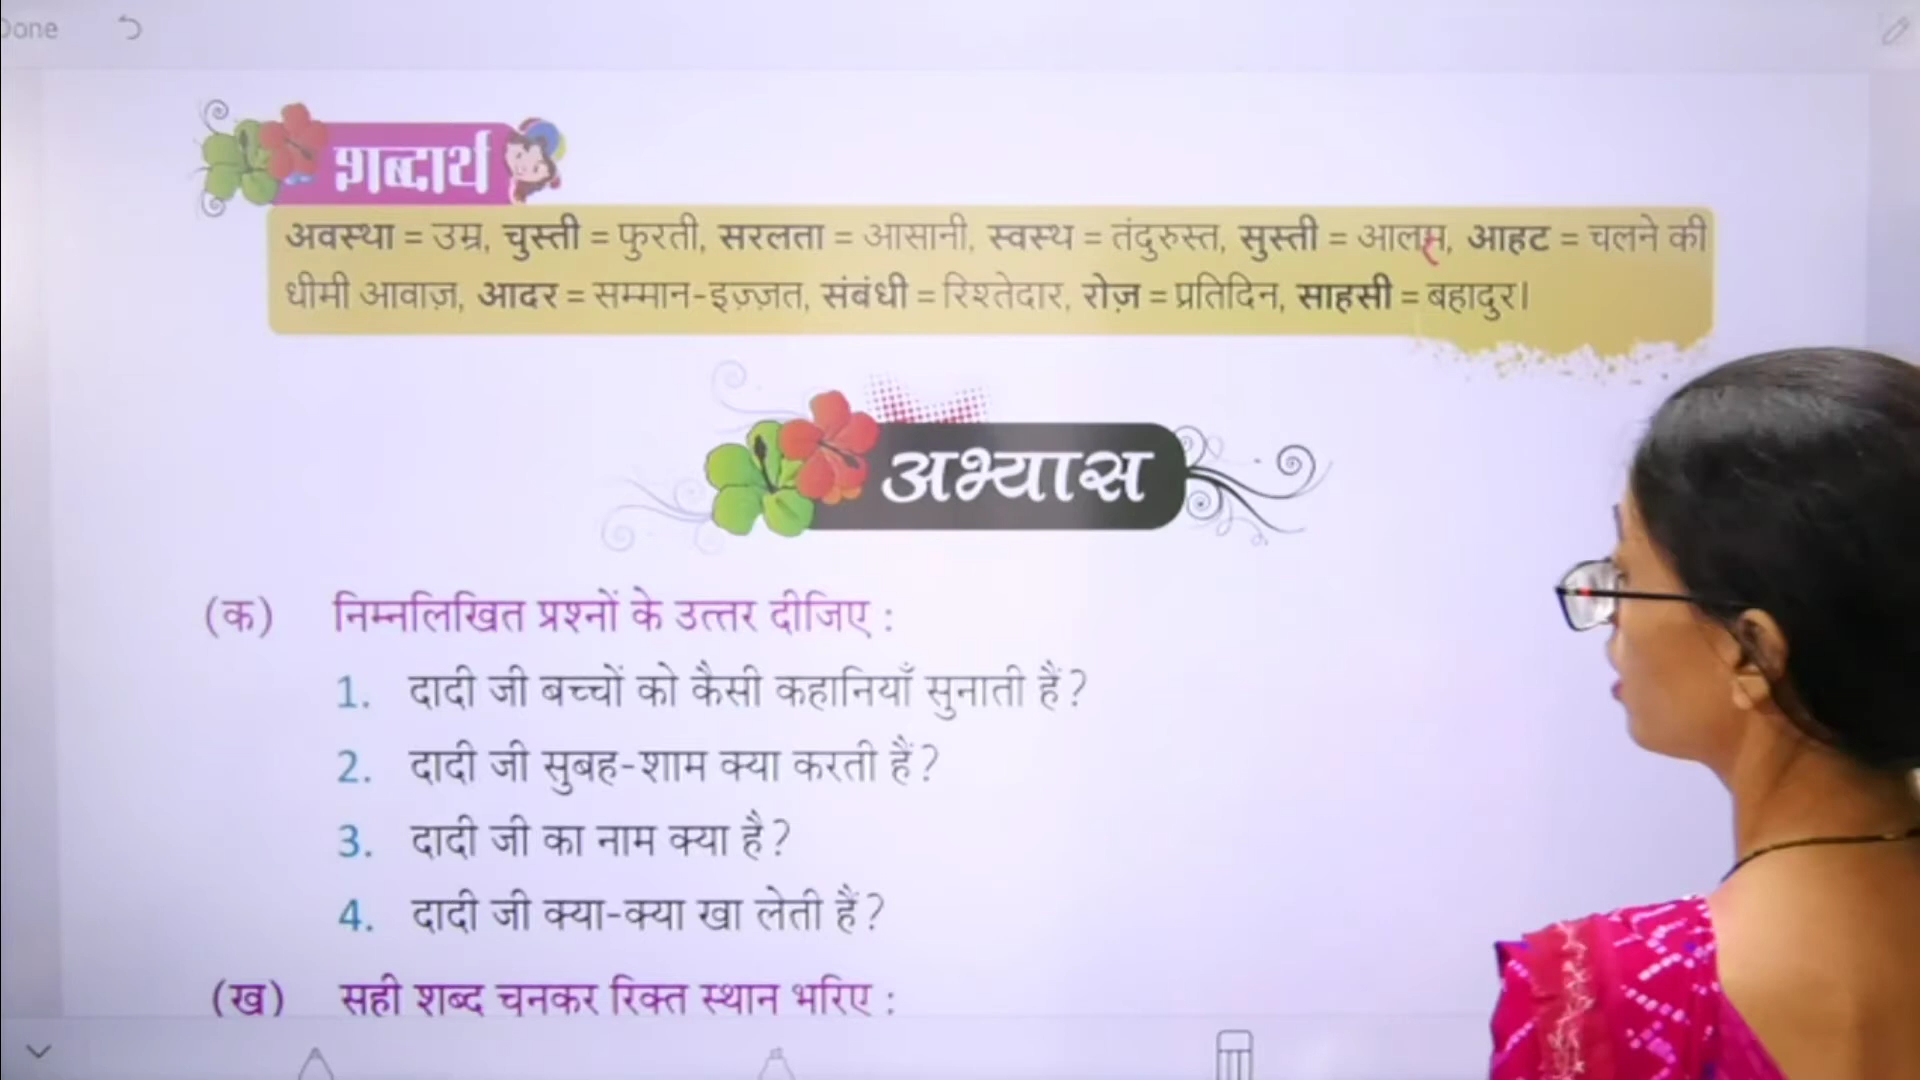 Done
शब्दार्थ
अवस्था = उम्र, चुस्ती = फुरती, सरलता = आसानी, स्वस्थ = तंदुरुस्त, सुस्ती = आलस, आहट = चलने की
धीमी आवाज़, आदर = सम्मान-इज़्ज़त, संबंधी = रिश्तेदार, रोज़ = प्रतिदिन, साहसी = बहादुर।
अभ्यास
(क) निम्नलिखित प्रश्नों के उत्तर दीजिए :
1. दादी जी बच्चों को कैसी कहानियाँ सुनाती हैं?
2. दादी जी सुबह-शाम क्या करती हैं?
3. दादी जी का नाम क्या है?
4. दादी जी क्या-क्या खा लेती हैं?
(ख) सही शब्द चुनकर रिक्त स्थान भरिए :